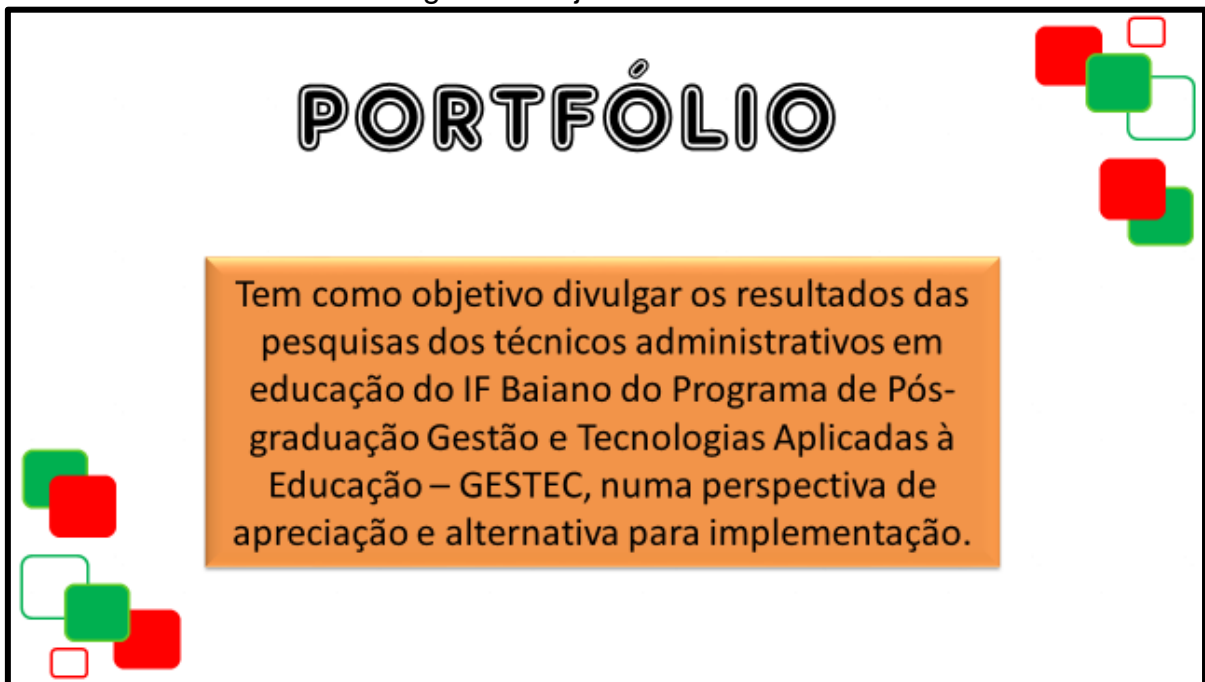 PORTFÓLIO
Tem como objetivo divulgar os resultados das
pesquisas dos técnicos administrativos em
educação do IF Baiano do Programa de Pós-
graduação Gestão e Tecnologias Aplicadas à
Educação – GESTEC, numa perspectiva de
apreciação e alternativa para implementação.